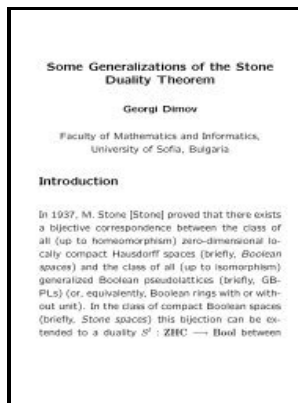 Some Generalizations of the Stone
Duality Theorem
Georgi Dimov
Faculty of Mathematics and Informatics,
University of Sofia, Bulgaria
Introduction
In 1937, M. Stone [Stone] proved that there exists
a bijective correspondence between the class of
all (up to homeomorphism) zero-dimensional lo-
cally compact Hausdorff spaces (briefly, Boolean
spaces) and the class of all (up to isomorphism)
generalized Boolean pseudolattices (briefly, GB-
PLs) (or, equivalently, Boolean rings with or with-
out unit). In the class of compact Boolean spaces
(briefly, Stone spaces) this bijection can be ex-
tended to a duality Sᵗ : ZHC ⟶ Bool between